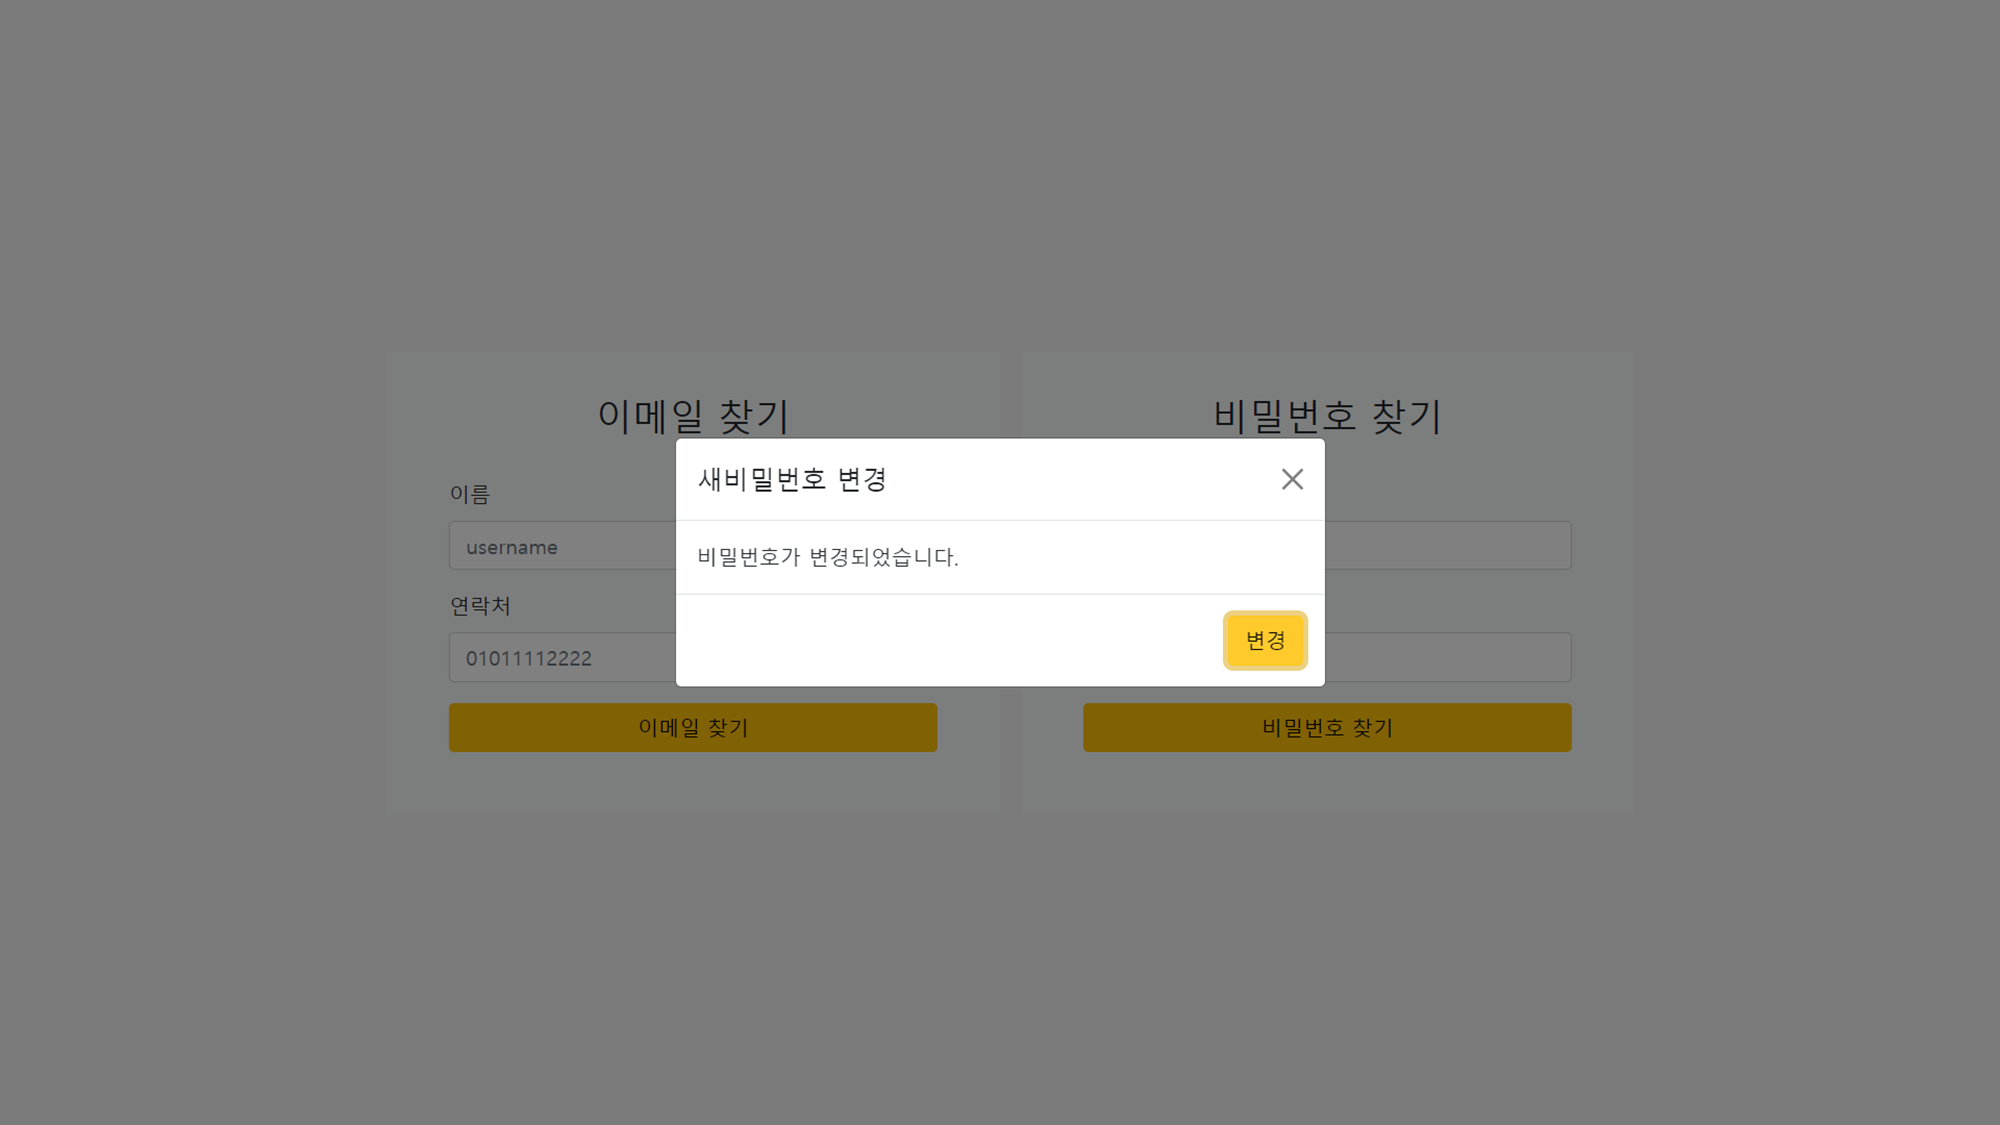 이메일 찾기
비밀번호 찾기
새비밀번호 변경
이름
username
비밀번호가 변경되었습니다.
연락처
변경
01011112222
이메일 찾기
비밀번호 찾기